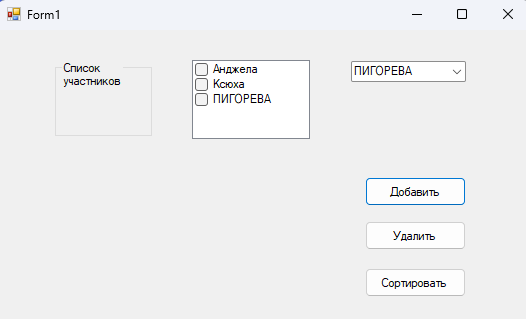 Form1
Список
участников
Анджела
Ксюха
ПИГОРЕВА
ПИГОРЕВА
Добавить
Удалить
Сортировать